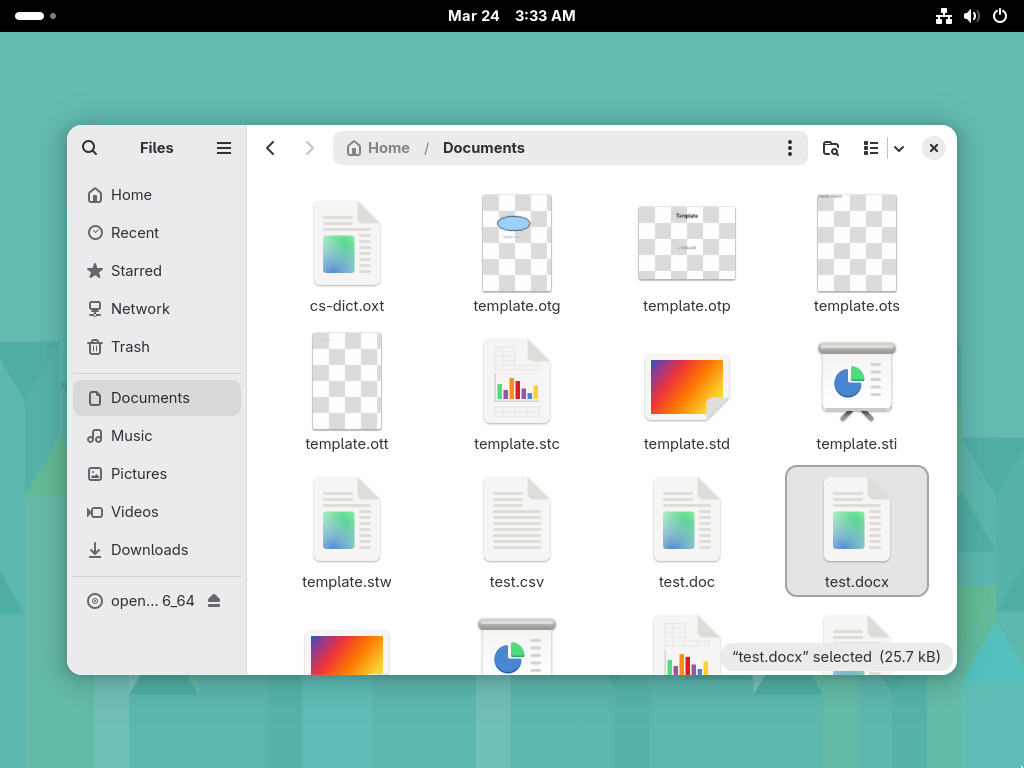 Mar 24 3:33 AM
Files
Home / Documents
Home
Recent
Starred
Network
Trash
Documents
Music
Pictures
Videos
Downloads
open… 6_64
cs-dict.oxt
Template
template.otg
template.otp
template.ots
template.ott
template.stc
template.std
template.sti
template.stw
test.csv
test.doc
test.docx
“test.docx” selected (25.7 kB)